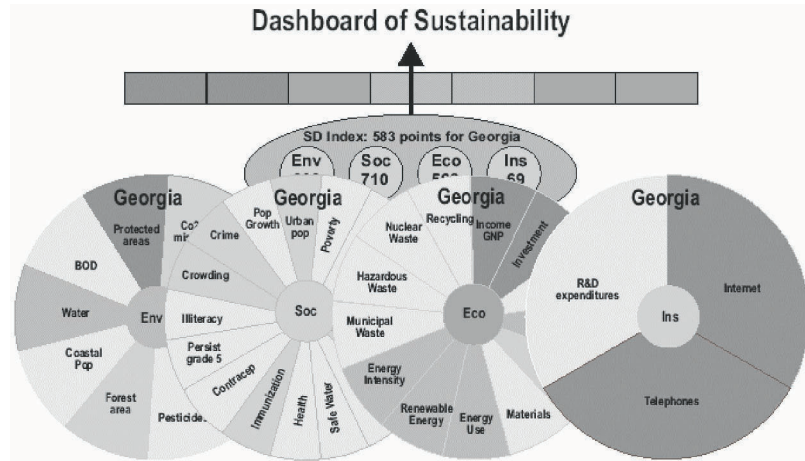 Dashboard of Sustainability
SD Index: 583 points for Georgia
Env
Soc
710
Eco
Ins
69
Georgia
Protected
areas
BOD
Water
Coastal
Pop
Forest
area
Env
Georgia
Pop
Growth
Urban
pop
Poverty
Crime
Crowding
Illiteracy
Persist
grade 5
Contracep
Immunization
Health
Safe Water
Soc
Georgia
Nuclear
Waste
Recycling
Income
GNP
Investment
Hazardous
Waste
Municipal
Waste
Energy
Intensity
Renewable
Energy
Energy
Use
Materials
Eco
Georgia
R&D
expenditures
Internet
Telephones
Ins